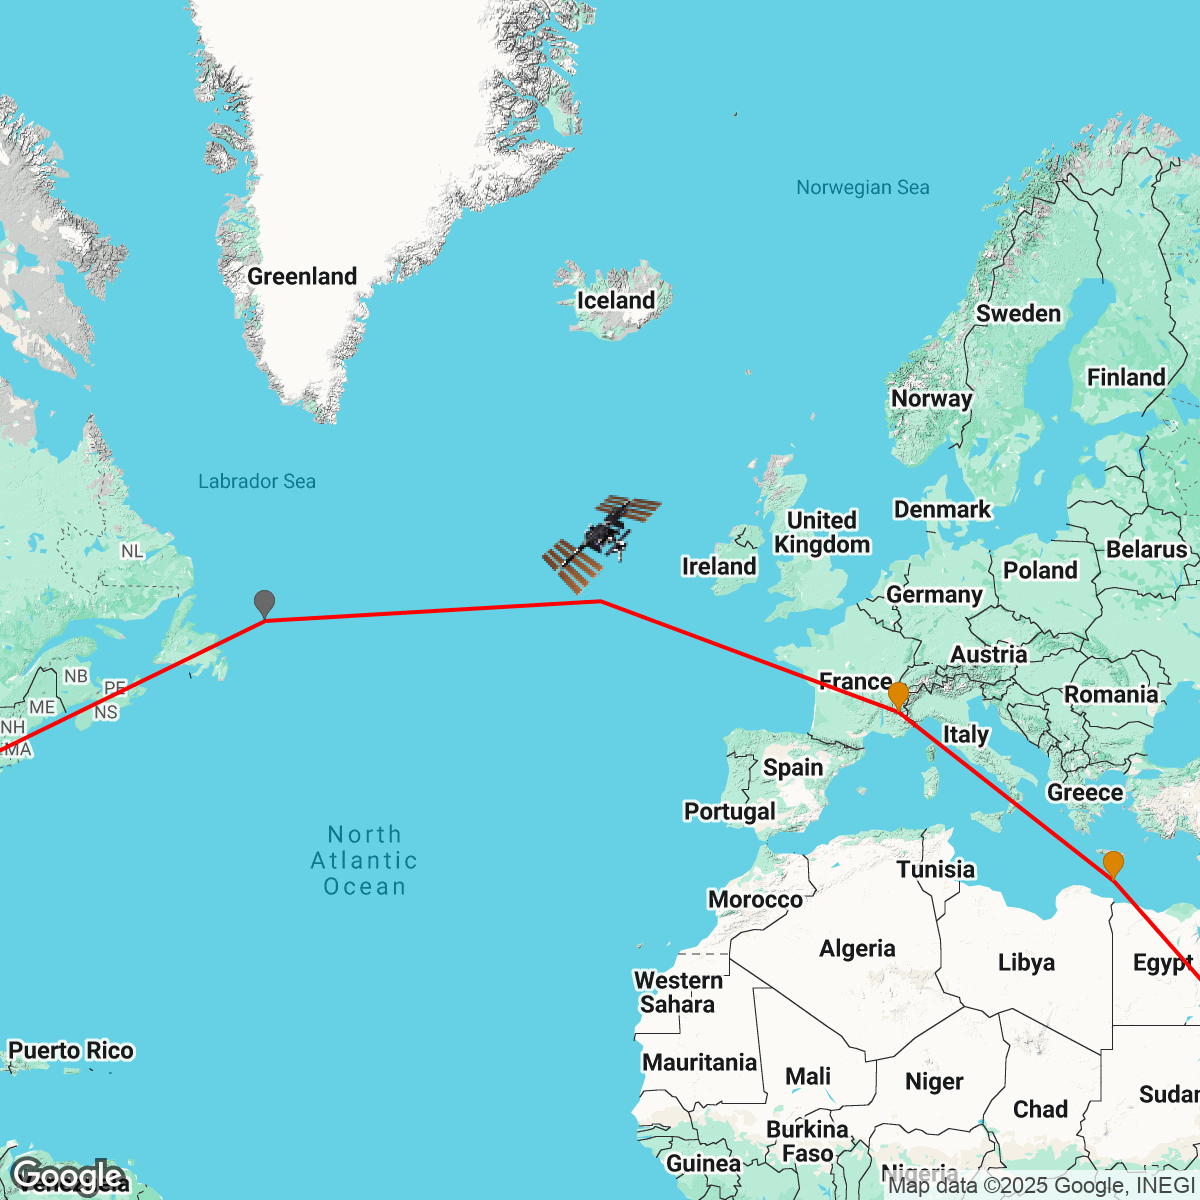 Norwegian Sea
Greenland
Iceland
Sweden
Finland
Norway
Labrador Sea
Denmark
United
Kingdom
NL
Belarus
Ireland
Poland
Germany
Austria
NB
France
PE
Romania
ME
NS
NH
Italy
MA
Spain
Greece
Portugal
North
Atlantic
Ocean
Tunisia
Morocco
Algeria
Libya
Egypt
Western
Sahara
Puerto Rico
Mauritania
Mali
Niger
Sudan
Chad
Burkina
Faso
Guinea
Nigeria
Google
Venezuela
Map data ©2025 Google, INEGI